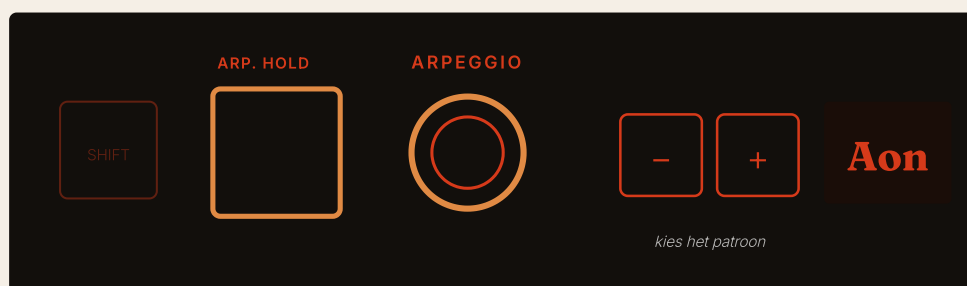 ARP. HOLD
ARPEGGIO
SHIFT
−
+
Aon
kies het patroon